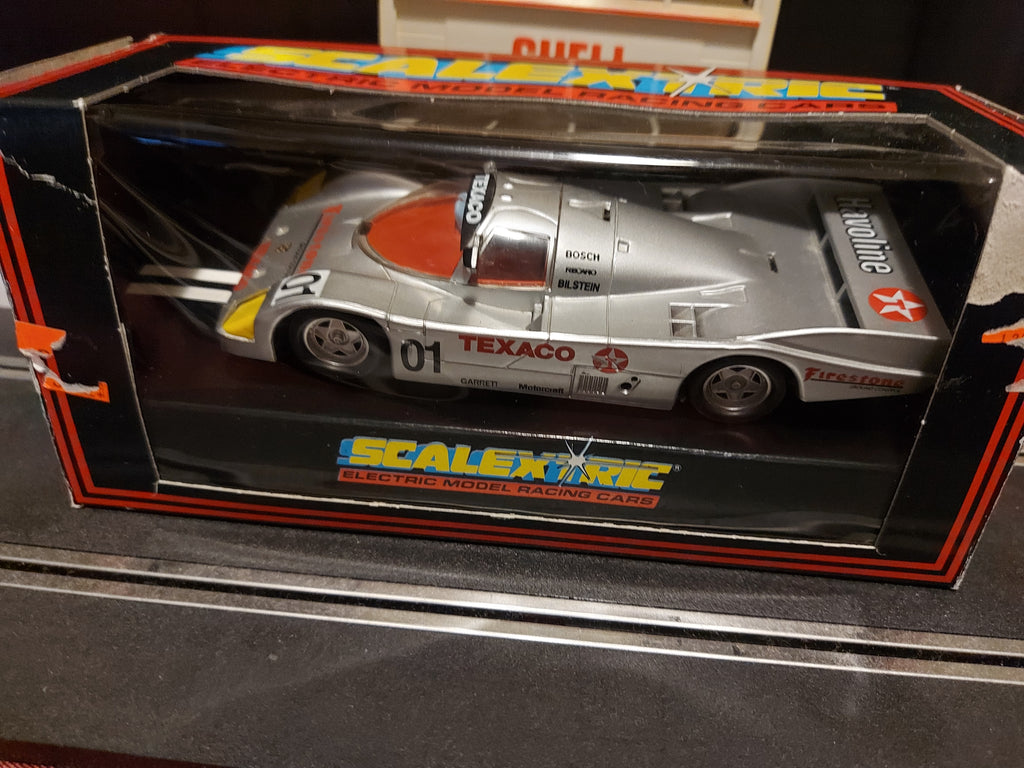 SHELL
SCALEXTRIC
ELECTRIC MODEL RACING CARS
TEXACO
Havoline
BOSCH
RECARO
BILSTEIN
01
01
TEXACO
GARRETT
Motorcraft
Firestone
SCALEXTRIC®
ELECTRIC MODEL RACING CARS